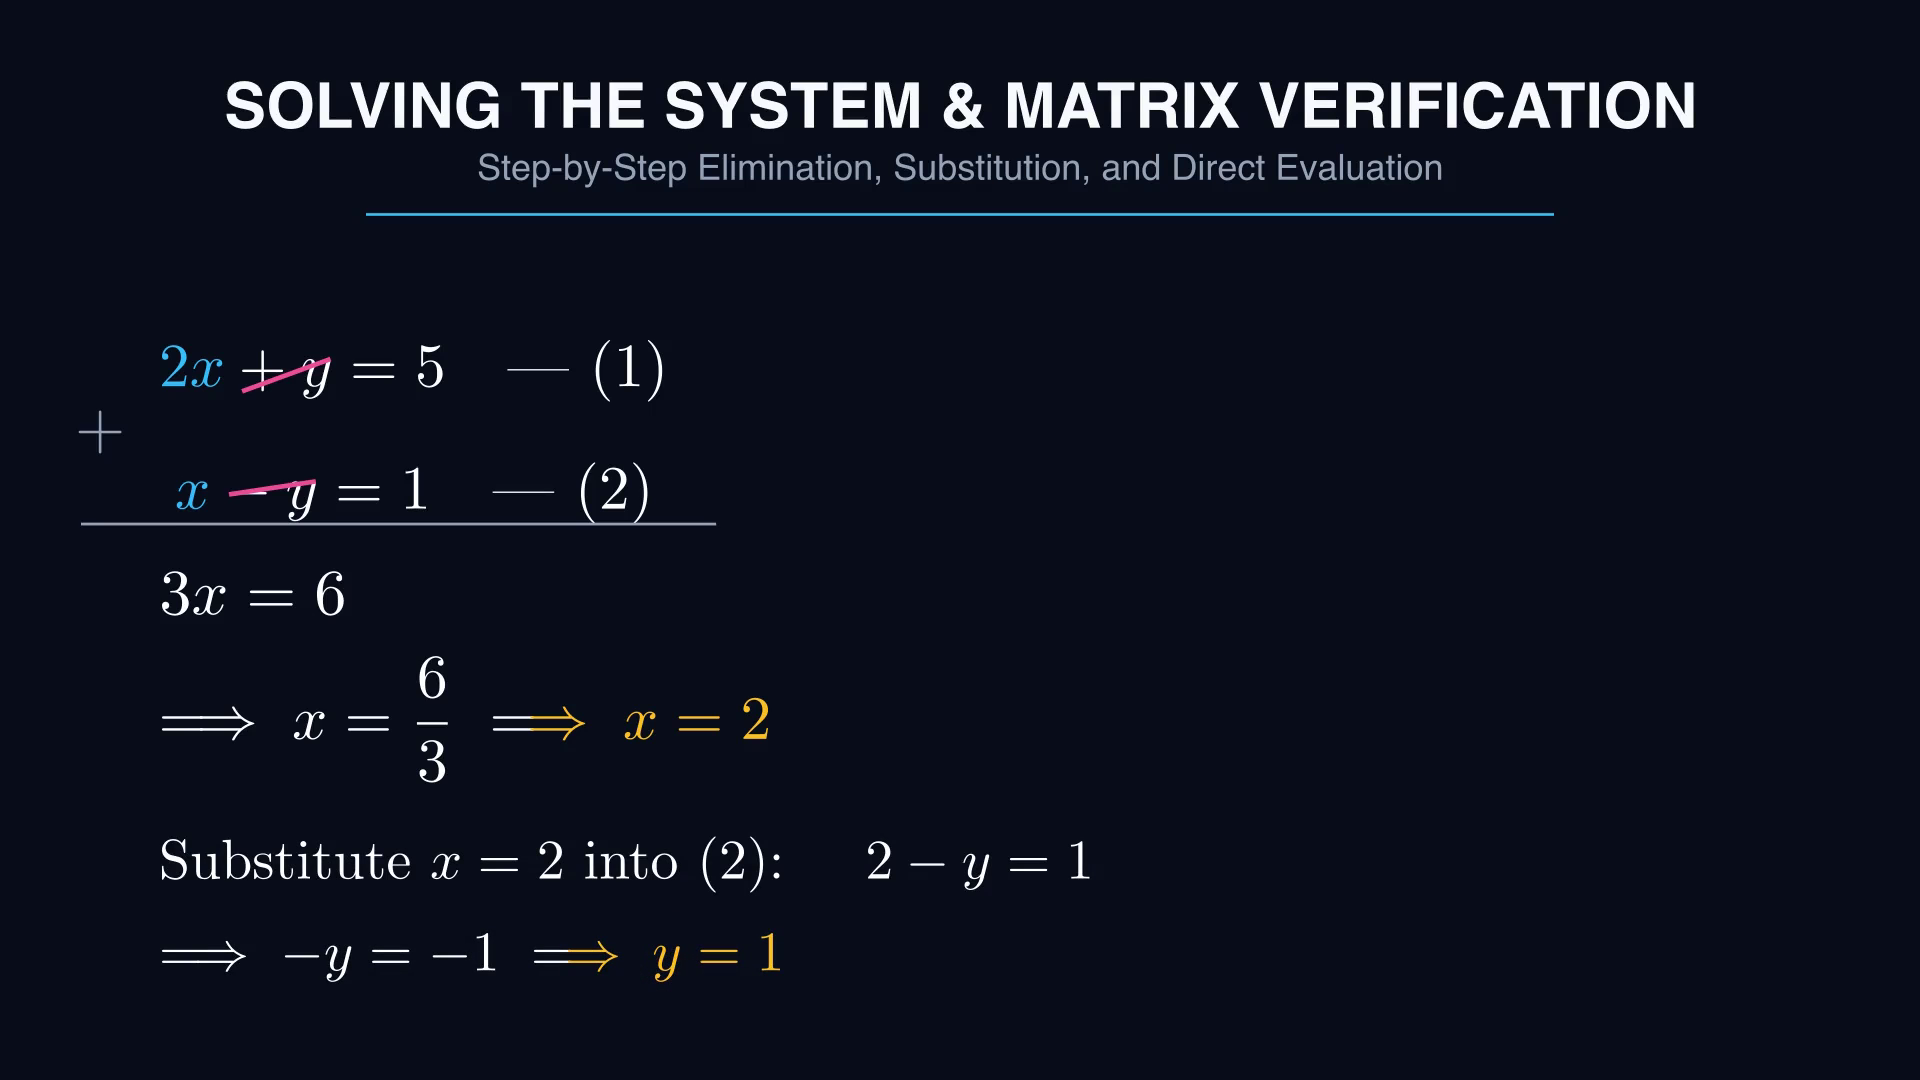 SOLVING THE SYSTEM & MATRIX VERIFICATION
Step-by-Step Elimination, Substitution, and Direct Evaluation
2x + y = 5 — (1)
+
x − y = 1 — (2)
3x = 6
⟹ x = 6/3 ⟹ x = 2
Substitute x = 2 into (2): 2 − y = 1
⟹ −y = −1 ⟹ y = 1